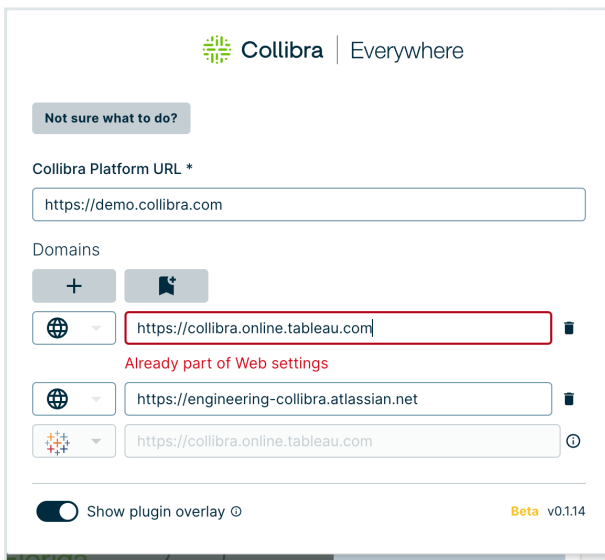 Collibra | Everywhere
Not sure what to do?
Collibra Platform URL *
https://demo.collibra.com
Domains
https://collibra.online.tableau.com
Already part of Web settings
https://engineering-collibra.atlassian.net
https://collibra.online.tableau.com
Show plugin overlay
Beta v0.1.14